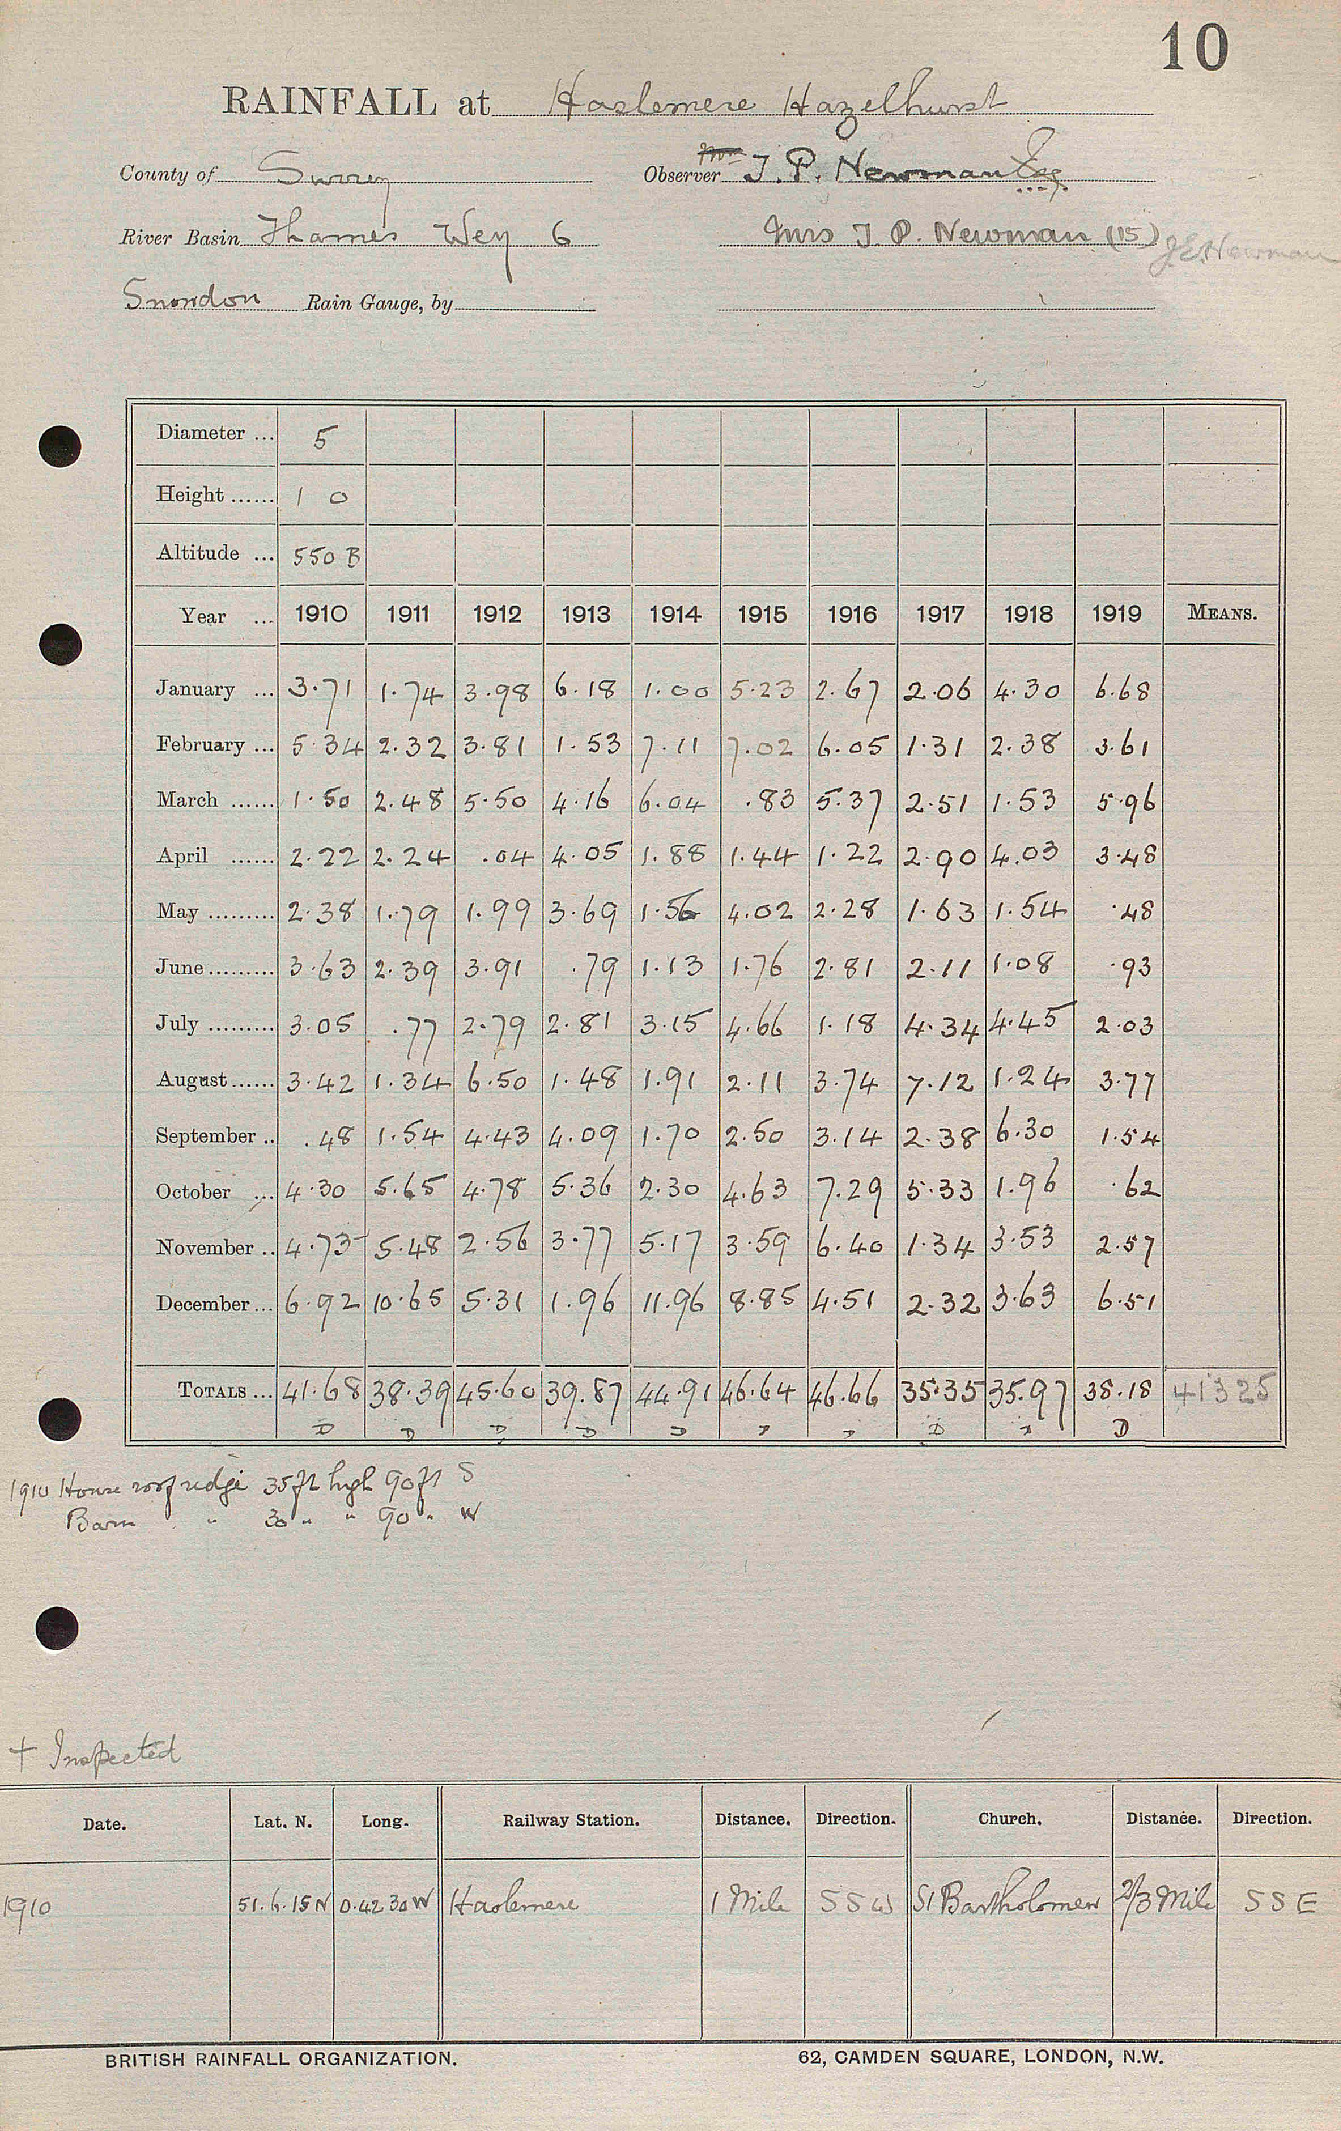 10
RAINFALL at Haslemere Hazelhurst
County of Surrey Observer J. P. Newman Esq
River Basin Thames Wey 6 Mrs J. P. Newman (15) J.E. Newman
Snowdon Rain Gauge, by
Diameter ... 5
Height ...... 1 0
Altitude ... 550 B
Year ... 1910 1911 1912 1913 1914 1915 1916 1917 1918 1919 MEANS.
January ... 3.71 1.74 3.98 6.18 1.00 5.23 2.67 2.06 4.30 6.68
February ... 5.34 2.32 3.81 1.53 7.11 7.02 6.05 1.31 2.38 3.61
March ...... 1.50 2.48 5.50 4.16 6.04 .83 5.37 2.51 1.53 5.96
April ...... 2.22 2.24 .04 4.05 1.88 1.44 1.22 2.90 4.03 3.48
May ......... 2.38 1.79 1.99 3.69 1.56 4.02 2.28 1.63 1.54 .48
June ......... 3.63 2.39 3.91 .79 1.13 1.76 2.81 2.11 1.08 .93
July ......... 3.05 .77 2.79 2.81 3.15 4.66 1.18 4.34 4.45 2.03
August ...... 3.42 1.34 6.50 1.48 1.91 2.11 3.74 7.12 1.24 3.77
September .. .48 1.54 4.43 4.09 1.70 2.50 3.14 2.38 6.30 1.54
October ... 4.30 5.65 4.78 5.36 2.30 4.63 7.29 5.33 1.96 .62
November .. 4.73 5.48 2.56 3.77 5.17 3.59 6.40 1.34 3.53 2.57
December ... 6.92 10.65 5.31 1.96 11.96 8.85 4.51 2.32 3.63 6.51
TOTALS ... 41.68 38.39 45.60 39.87 44.91 46.64 46.66 35.35 35.97 38.18 41325
D D D D D D D
1910 House roof ridge 35ft high 90ft S
Barn " 30 " " 90 " W
+ Inspected
Date. Lat. N. Long. Railway Station. Distance. Direction. Church. Distance. Direction.
1910 51.6.15N 0.42 30W Haslemere 1 Mile SSW St Bartholomew 2/3 Mile SSE
BRITISH RAINFALL ORGANIZATION. 62, CAMDEN SQUARE, LONDON, N.W.